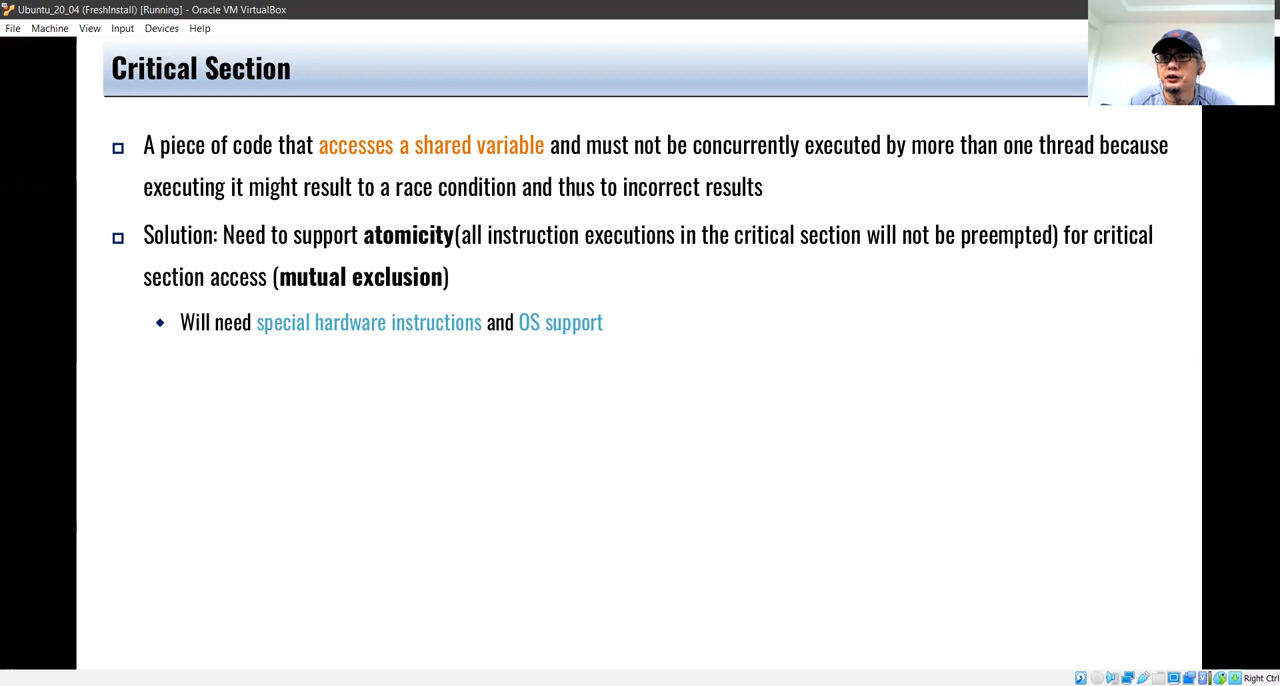 Ubuntu_20_04 (FreshInstall) [Running] - Oracle VM VirtualBox
File Machine View Input Devices Help
Critical Section
A piece of code that accesses a shared variable and must not be concurrently executed by more than one thread because
executing it might result to a race condition and thus to incorrect results
Solution: Need to support atomicity(all instruction executions in the critical section will not be preempted) for critical
section access (mutual exclusion)
Will need special hardware instructions and OS support
Right Ctrl